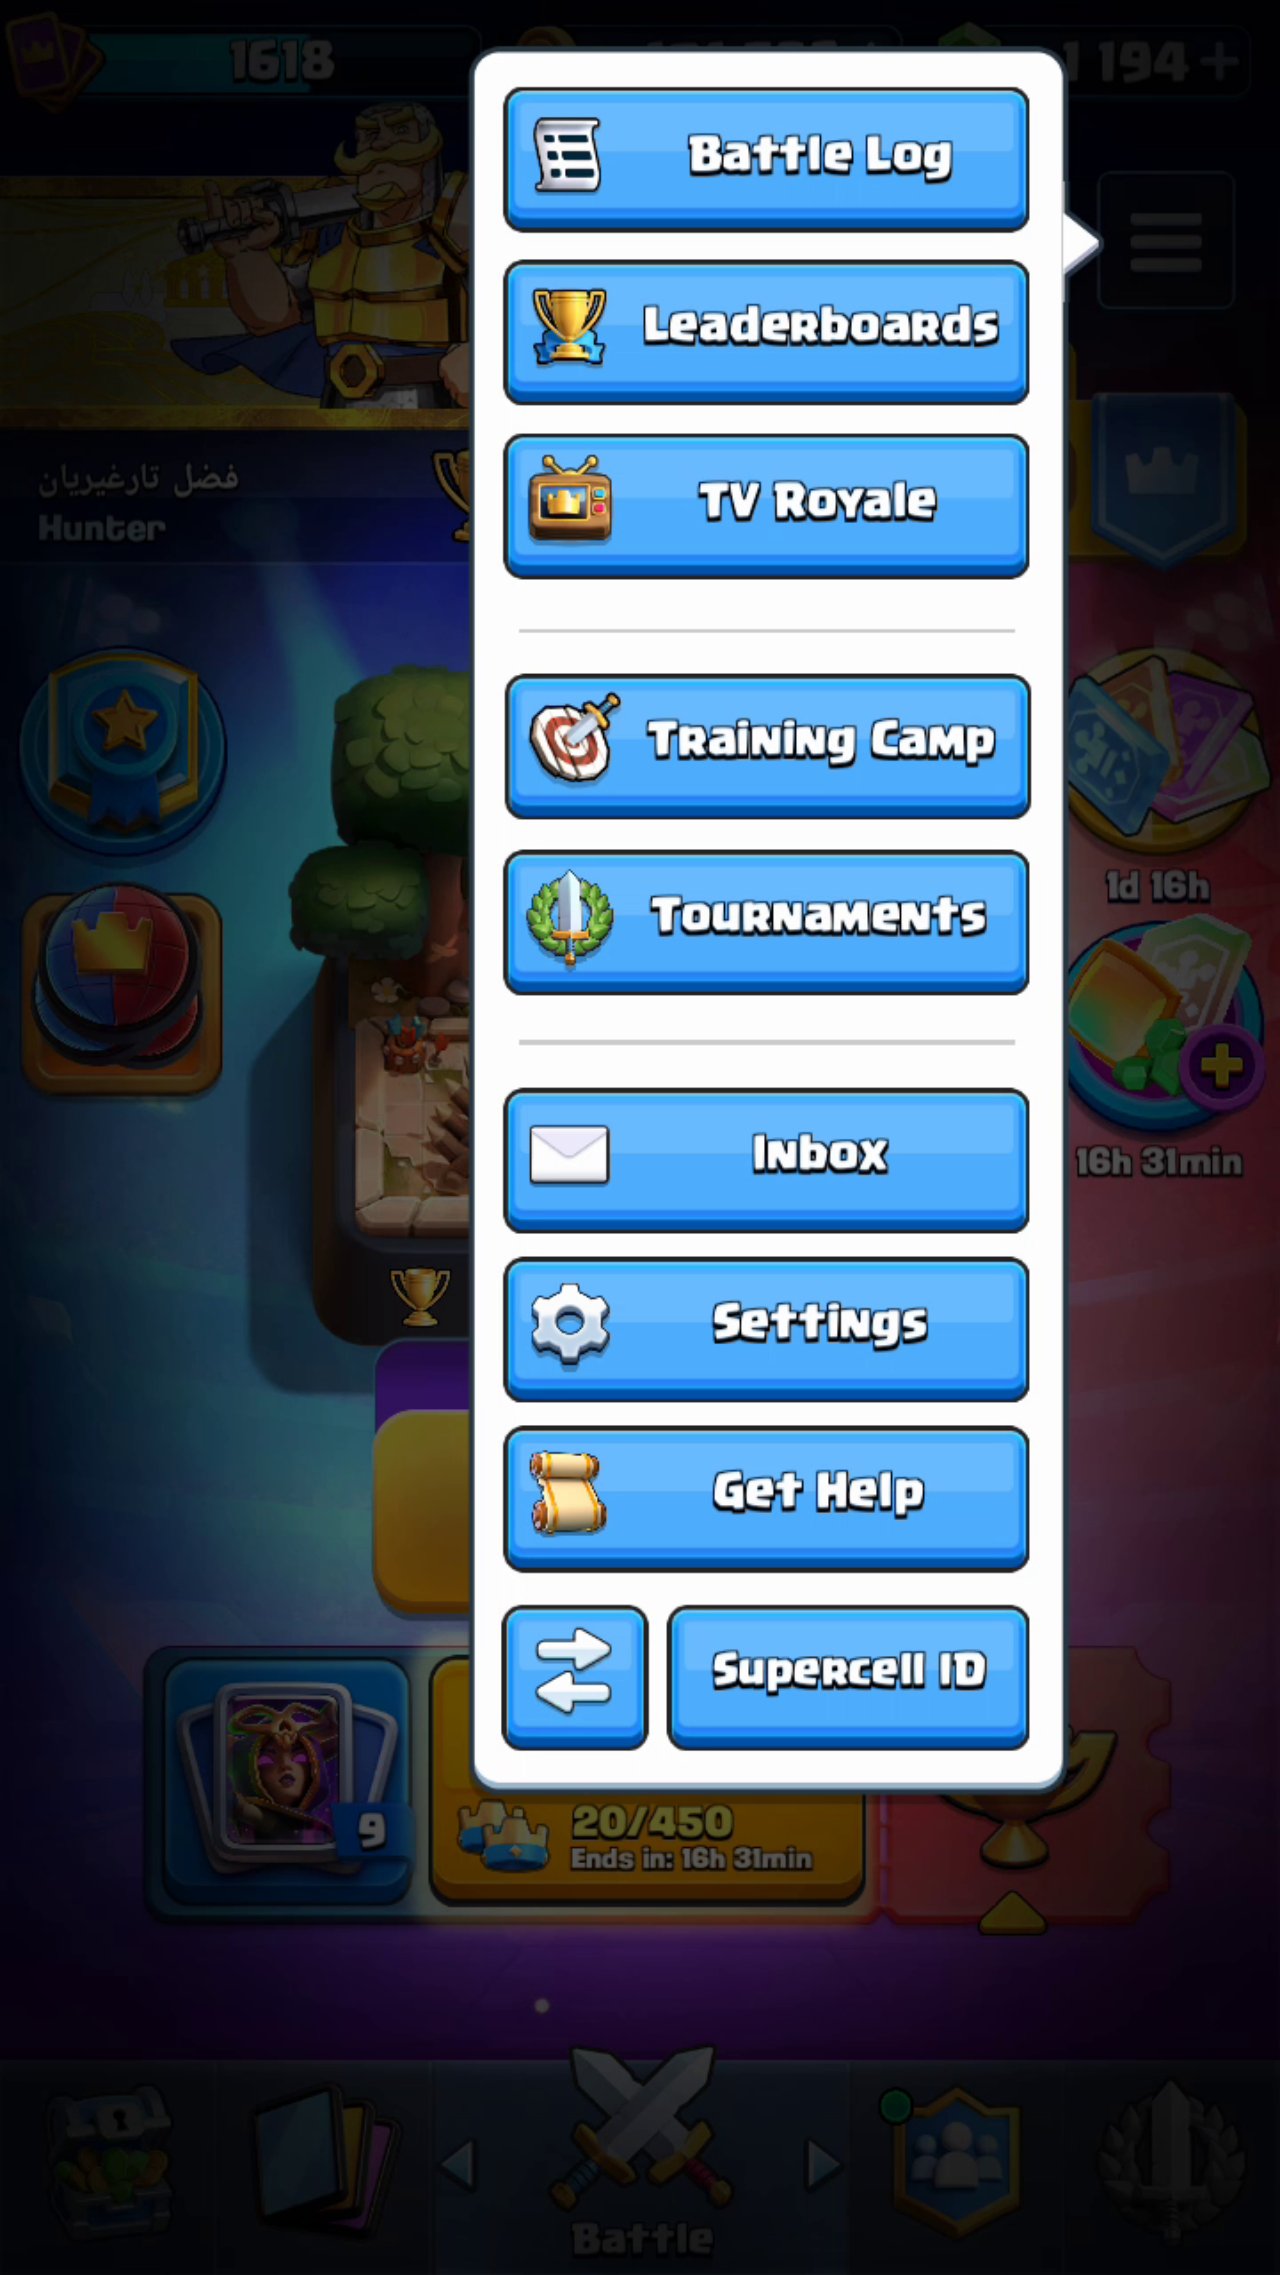 1618
1 194
Battle Log
Leaderboards
TV Royale
فضل تارغيريان
Hunter
Training Camp
1d 16h
Tournaments
Inbox
16h 31min
Settings
Get Help
Supercell ID
9
20/450
Ends in: 16h 31min
Battle